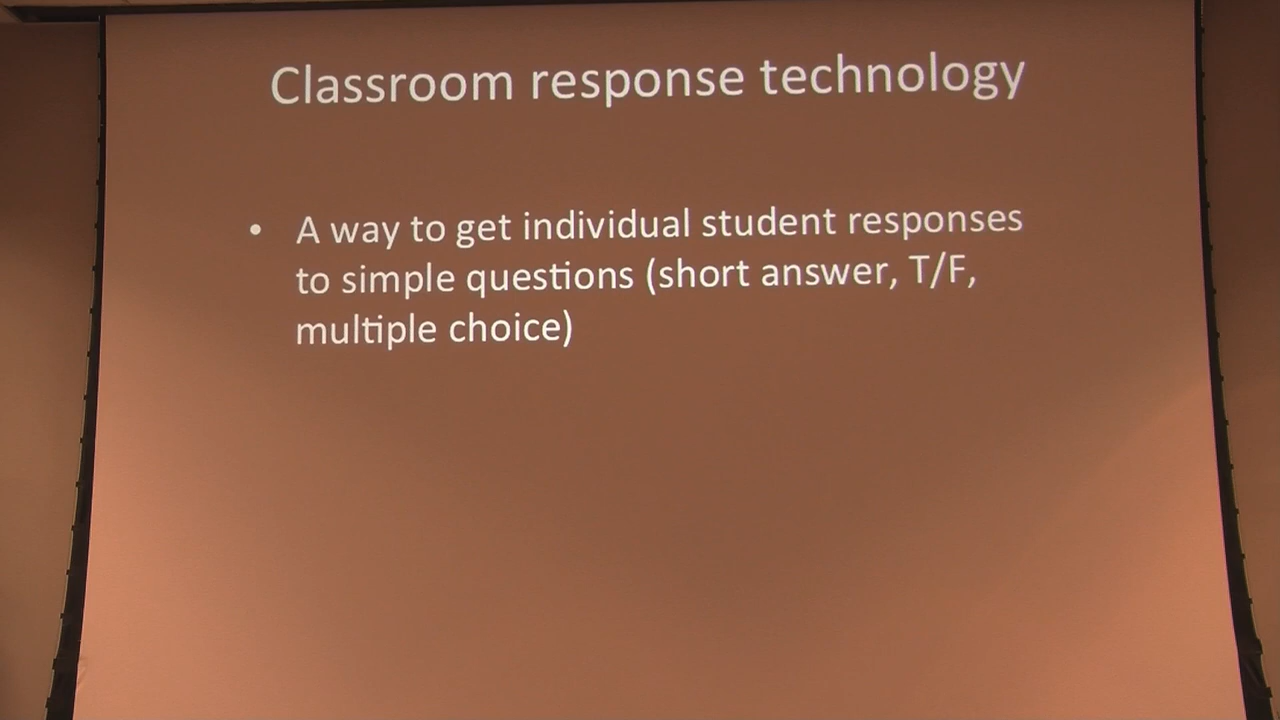 Classroom response technology
• A way to get individual student responses
to simple questions (short answer, T/F,
multiple choice)